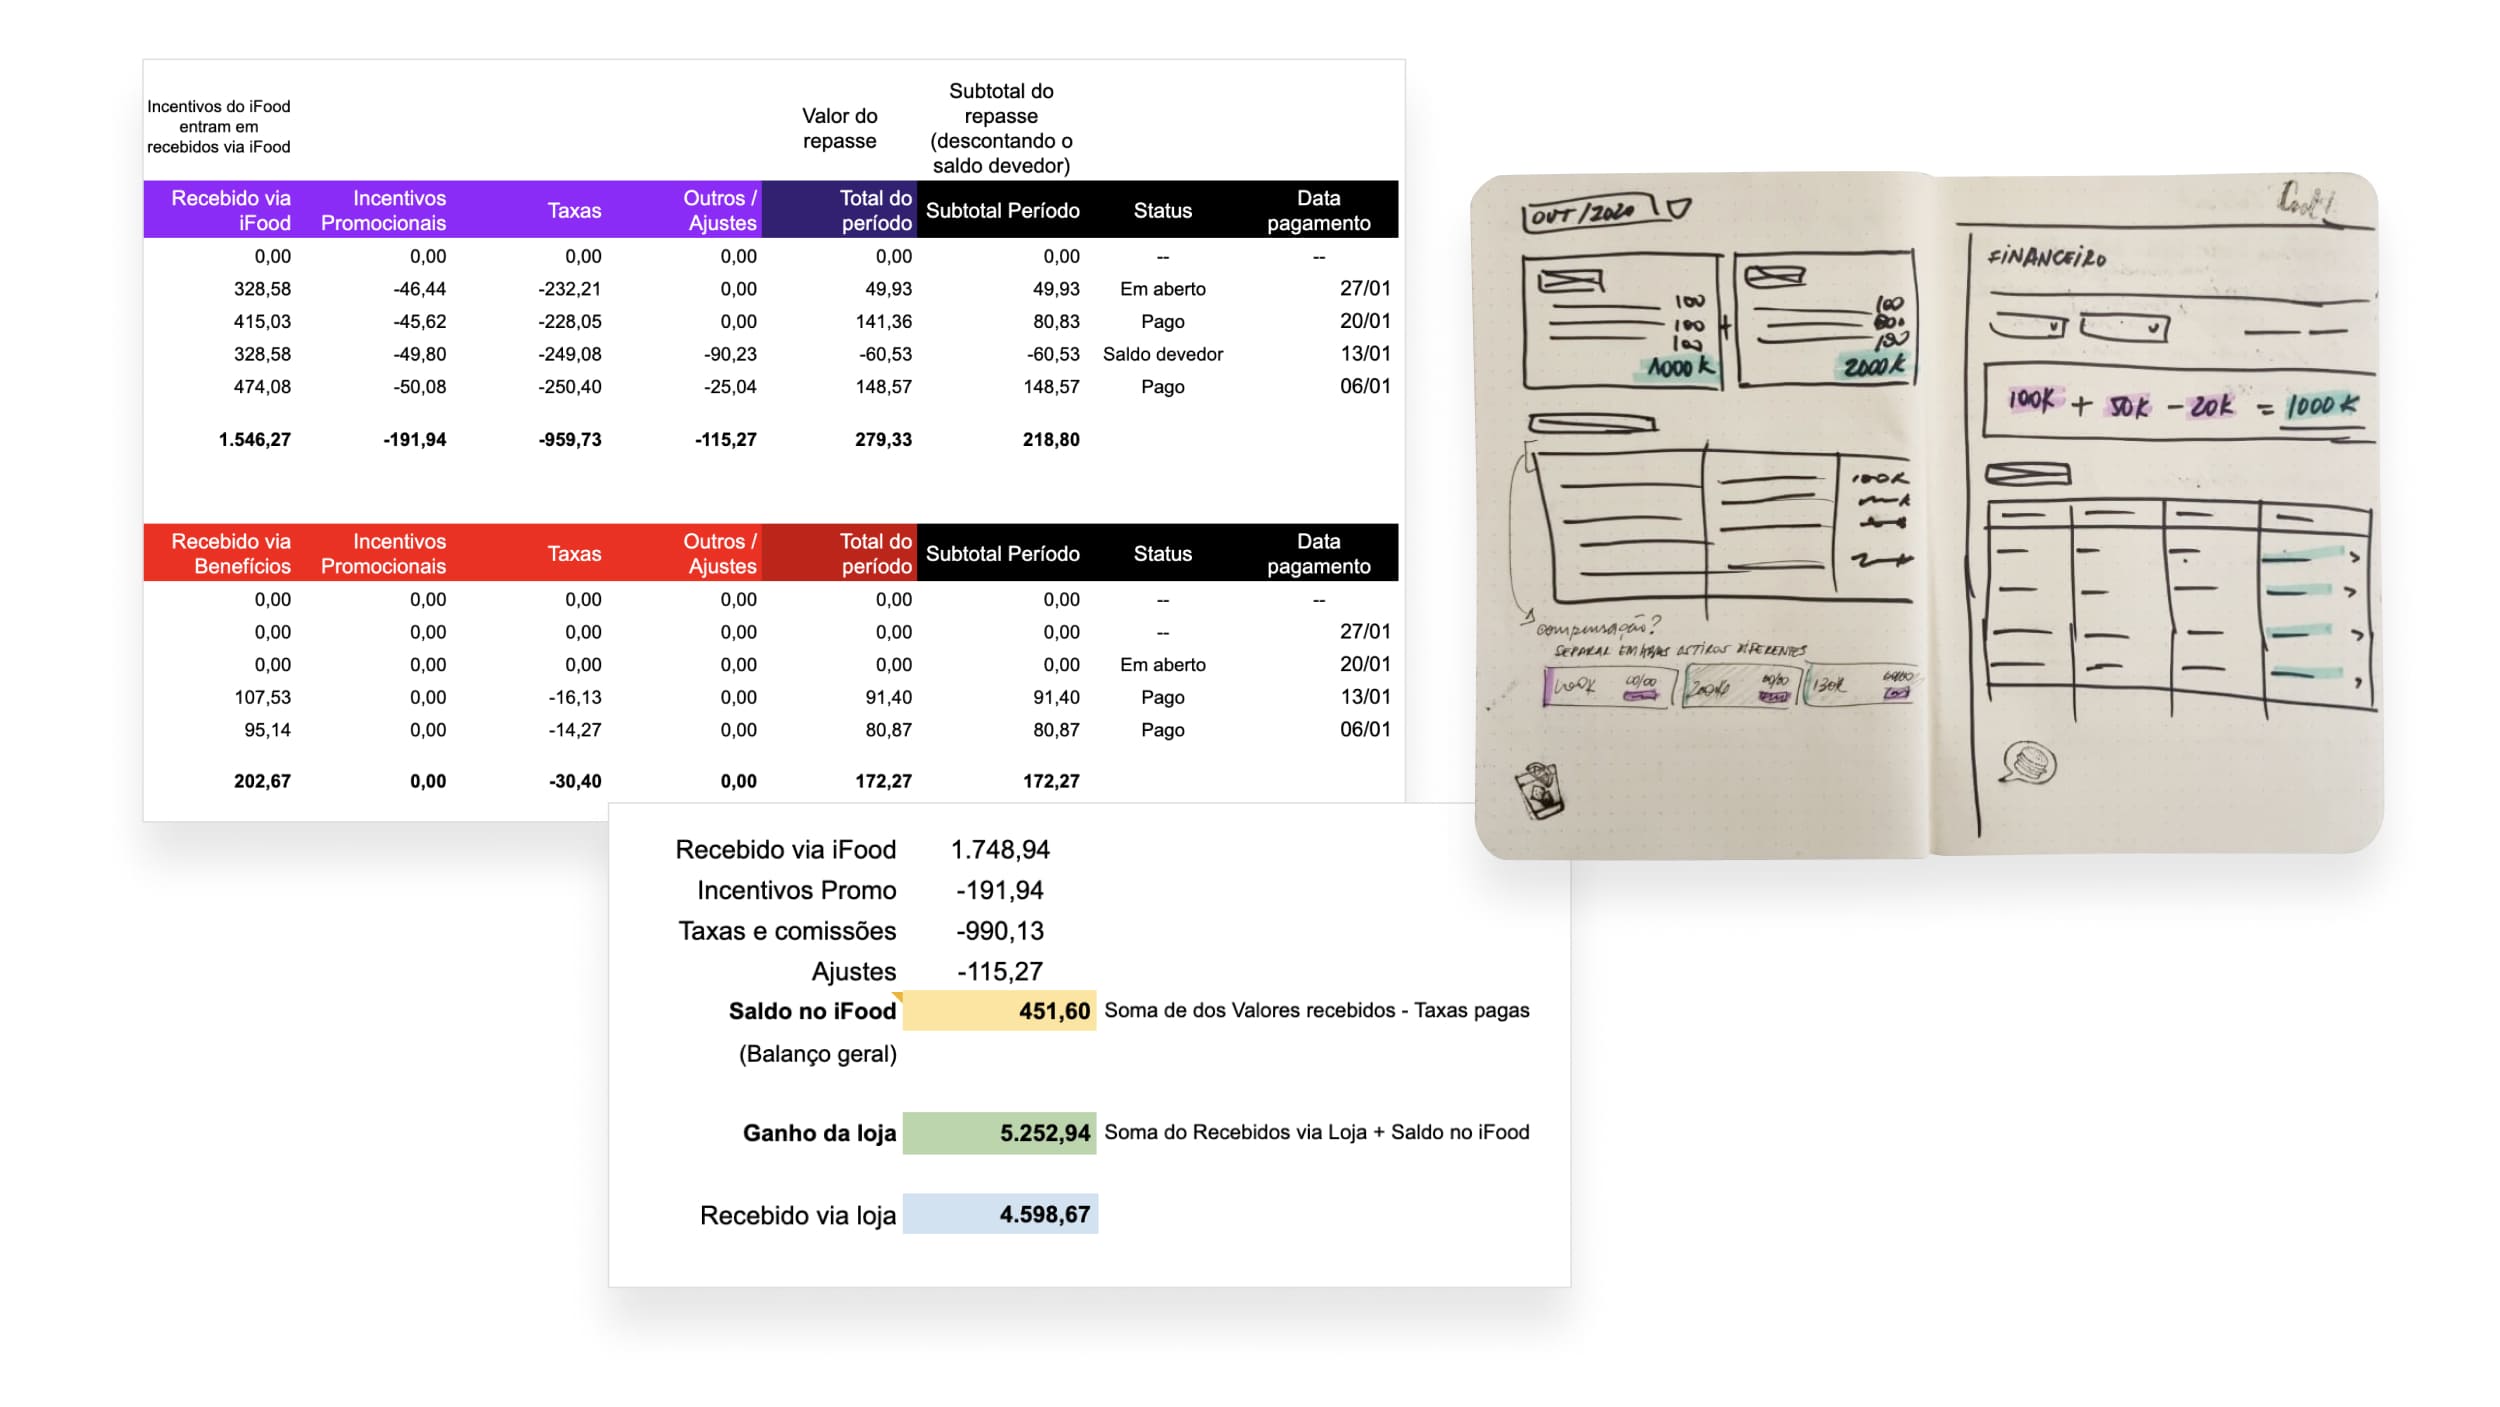 Incentivos do iFood
entram em
recebidos via iFood
Valor do
repasse
Subtotal do
repasse
(descontando o
saldo devedor)
Recebido via iFood Incentivos Promocionais Taxas Outros / Ajustes Total do período Subtotal Período Status Data pagamento
0,00 0,00 0,00 0,00 0,00 0,00 -- --
328,58 -46,44 -232,21 0,00 49,93 49,93 Em aberto 27/01
415,03 -45,62 -228,05 0,00 141,36 80,83 Pago 20/01
328,58 -49,80 -249,08 -90,23 -60,53 -60,53 Saldo devedor 13/01
474,08 -50,08 -250,40 -25,04 148,57 148,57 Pago 06/01
1.546,27 -191,94 -959,73 -115,27 279,33 218,80
Recebido via Benefícios Incentivos Promocionais Taxas Outros / Ajustes Total do período Subtotal Período Status Data pagamento
0,00 0,00 0,00 0,00 0,00 0,00 -- --
0,00 0,00 0,00 0,00 0,00 0,00 -- 27/01
0,00 0,00 0,00 0,00 0,00 0,00 Em aberto 20/01
107,53 0,00 -16,13 0,00 91,40 91,40 Pago 13/01
95,14 0,00 -14,27 0,00 80,87 80,87 Pago 06/01
202,67 0,00 -30,40 0,00 172,27 172,27
Recebido via iFood 1.748,94
Incentivos Promo -191,94
Taxas e comissões -990,13
Ajustes -115,27
Saldo no iFood 451,60 Soma de dos Valores recebidos - Taxas pagas
(Balanço geral)
Ganho da loja 5.252,94 Soma do Recebidos via Loja + Saldo no iFood
Recebido via loja 4.598,67
OUT/2020
100
100
100
1000K
+
100
100
2000K
100K
compensação?
SEPARAR EM DIFERENTES
130K
FINANCEIRO
100K + 50K - 20K = 1000K